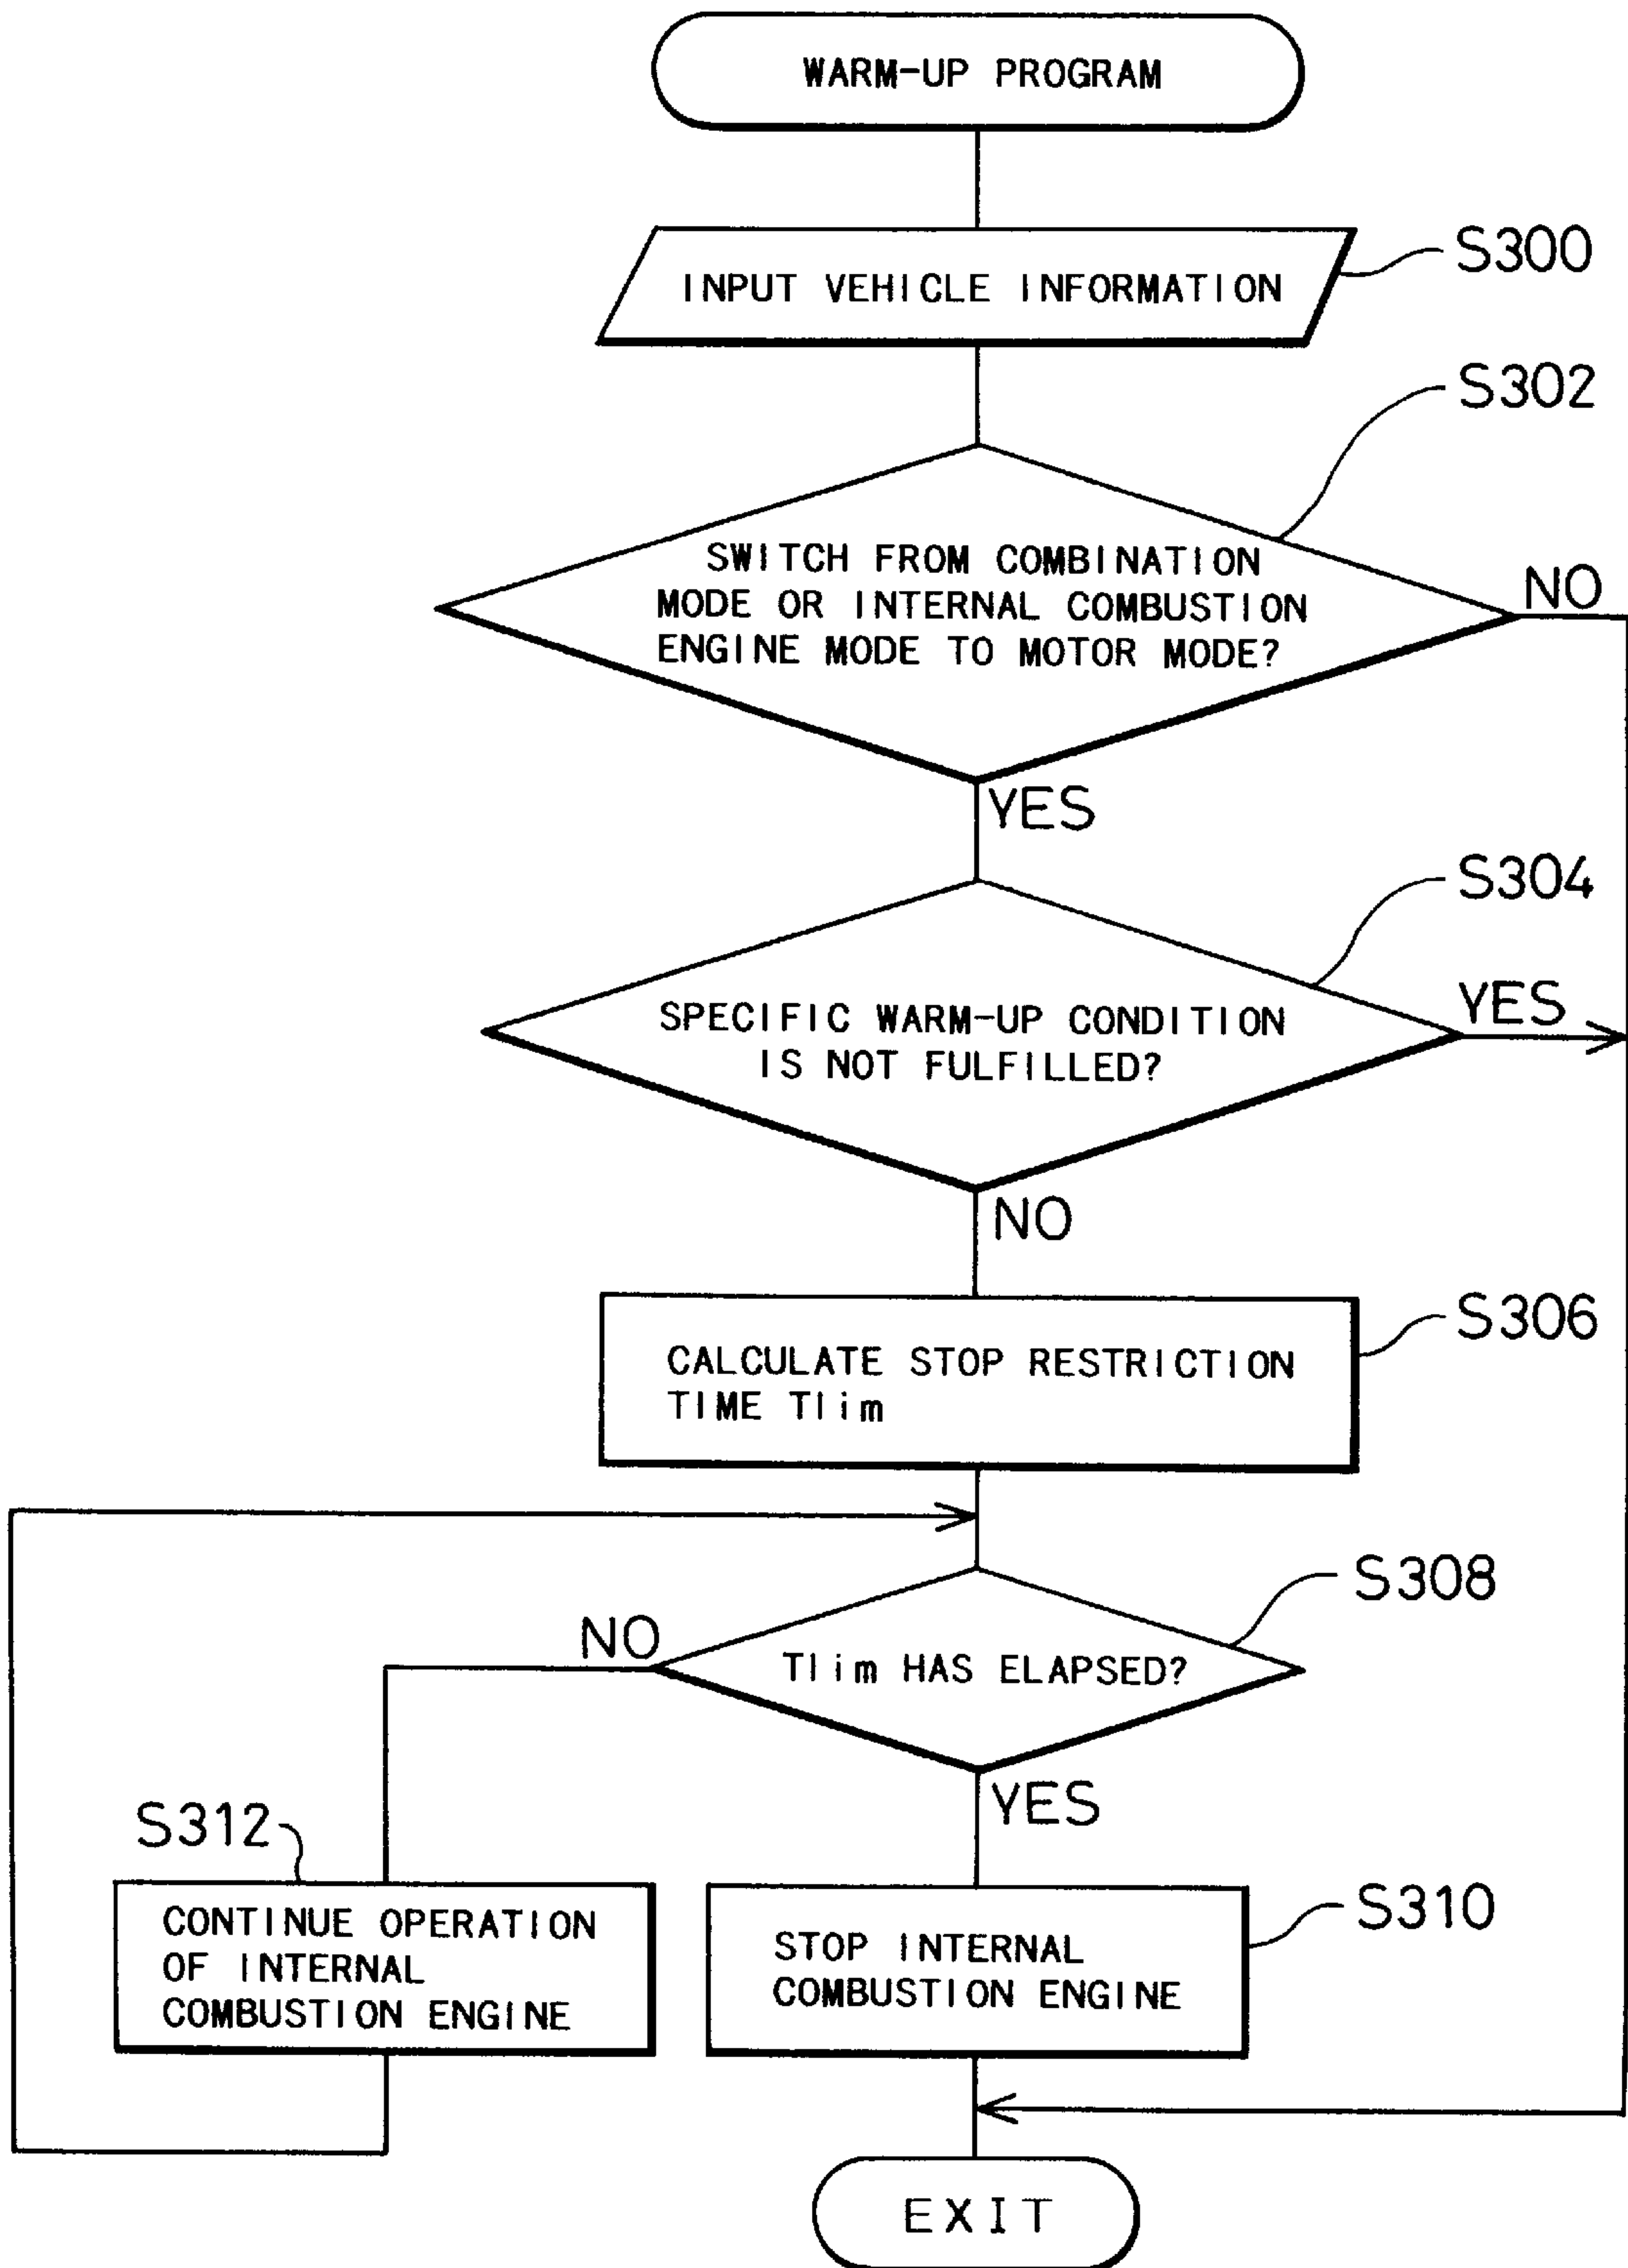 WARM-UP PROGRAM
INPUT VEHICLE INFORMATION
S300
S302
SWITCH FROM COMBINATION
MODE OR INTERNAL COMBUSTION
ENGINE MODE TO MOTOR MODE?
NO
YES
S304
SPECIFIC WARM-UP CONDITION
IS NOT FULFILLED?
YES
NO
S306
CALCULATE STOP RESTRICTION
TIME Tlim
S308
NO
Tlim HAS ELAPSED?
YES
S312
CONTINUE OPERATION
OF INTERNAL
COMBUSTION ENGINE
S310
STOP INTERNAL
COMBUSTION ENGINE
EXIT